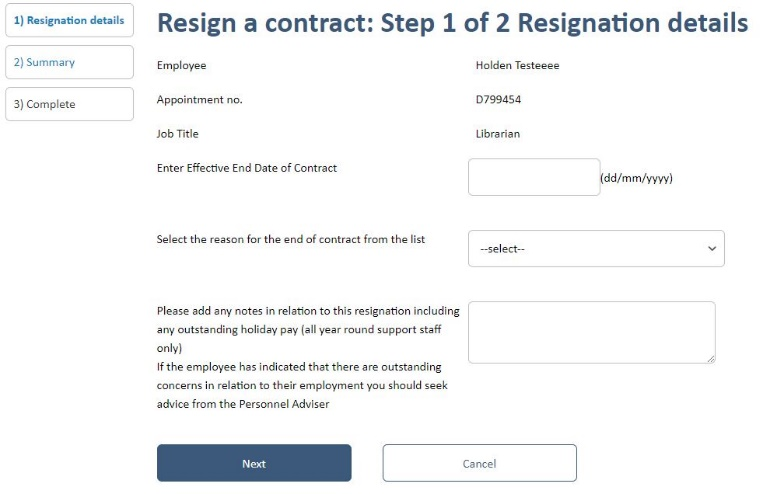 1) Resignation details
2) Summary
3) Complete
Resign a contract: Step 1 of 2 Resignation details
Employee Holden Testeeee
Appointment no. D799454
Job Title Librarian
Enter Effective End Date of Contract (dd/mm/yyyy)
Select the reason for the end of contract from the list --select--
Please add any notes in relation to this resignation including
any outstanding holiday pay (all year round support staff
only)
If the employee has indicated that there are outstanding
concerns in relation to their employment you should seek
advice from the Personnel Adviser
Next Cancel